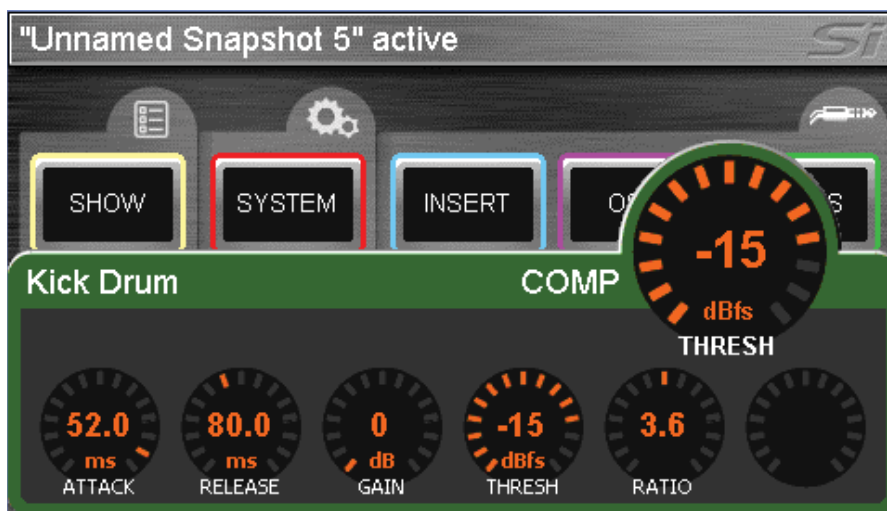 "Unnamed Snapshot 5" active
Si
SHOW
SYSTEM
INSERT
Kick Drum
COMP
-15
dBfs
THRESH
52.0
ms
ATTACK
80.0
ms
RELEASE
0
dB
GAIN
-15
dBfs
THRESH
3.6
RATIO